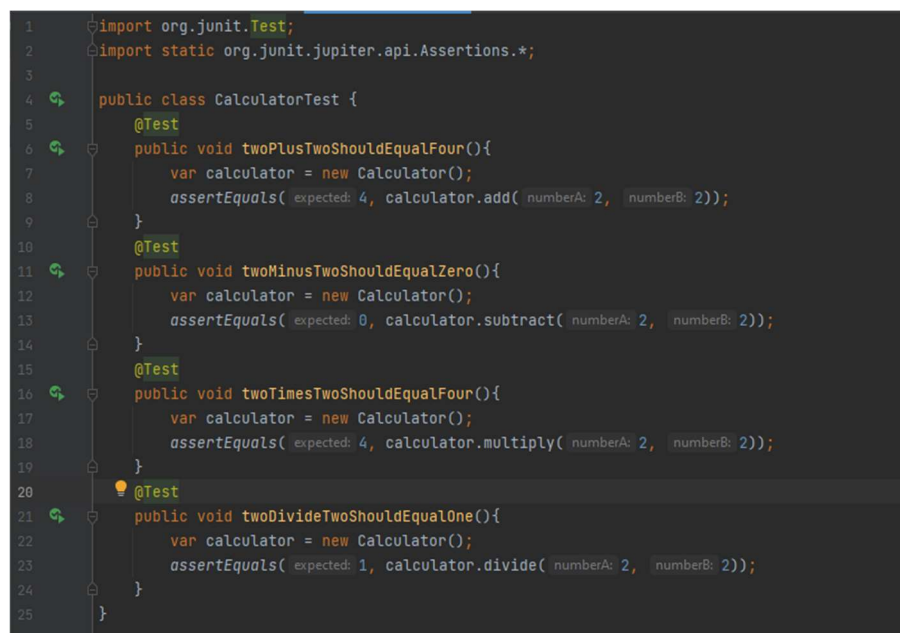 1 import org.junit.Test;
2 import static org.junit.jupiter.api.Assertions.*;
3
4 public class CalculatorTest {
5 @Test
6 public void twoPlusTwoShouldEqualFour(){
7 var calculator = new Calculator();
8 assertEquals( expected: 4, calculator.add( numberA: 2, numberB: 2));
9 }
10 @Test
11 public void twoMinusTwoShouldEqualZero(){
12 var calculator = new Calculator();
13 assertEquals( expected: 0, calculator.subtract( numberA: 2, numberB: 2));
14 }
15 @Test
16 public void twoTimesTwoShouldEqualFour(){
17 var calculator = new Calculator();
18 assertEquals( expected: 4, calculator.multiply( numberA: 2, numberB: 2));
19 }
20 @Test
21 public void twoDivideTwoShouldEqualOne(){
22 var calculator = new Calculator();
23 assertEquals( expected: 1, calculator.divide( numberA: 2, numberB: 2));
24 }
25 }